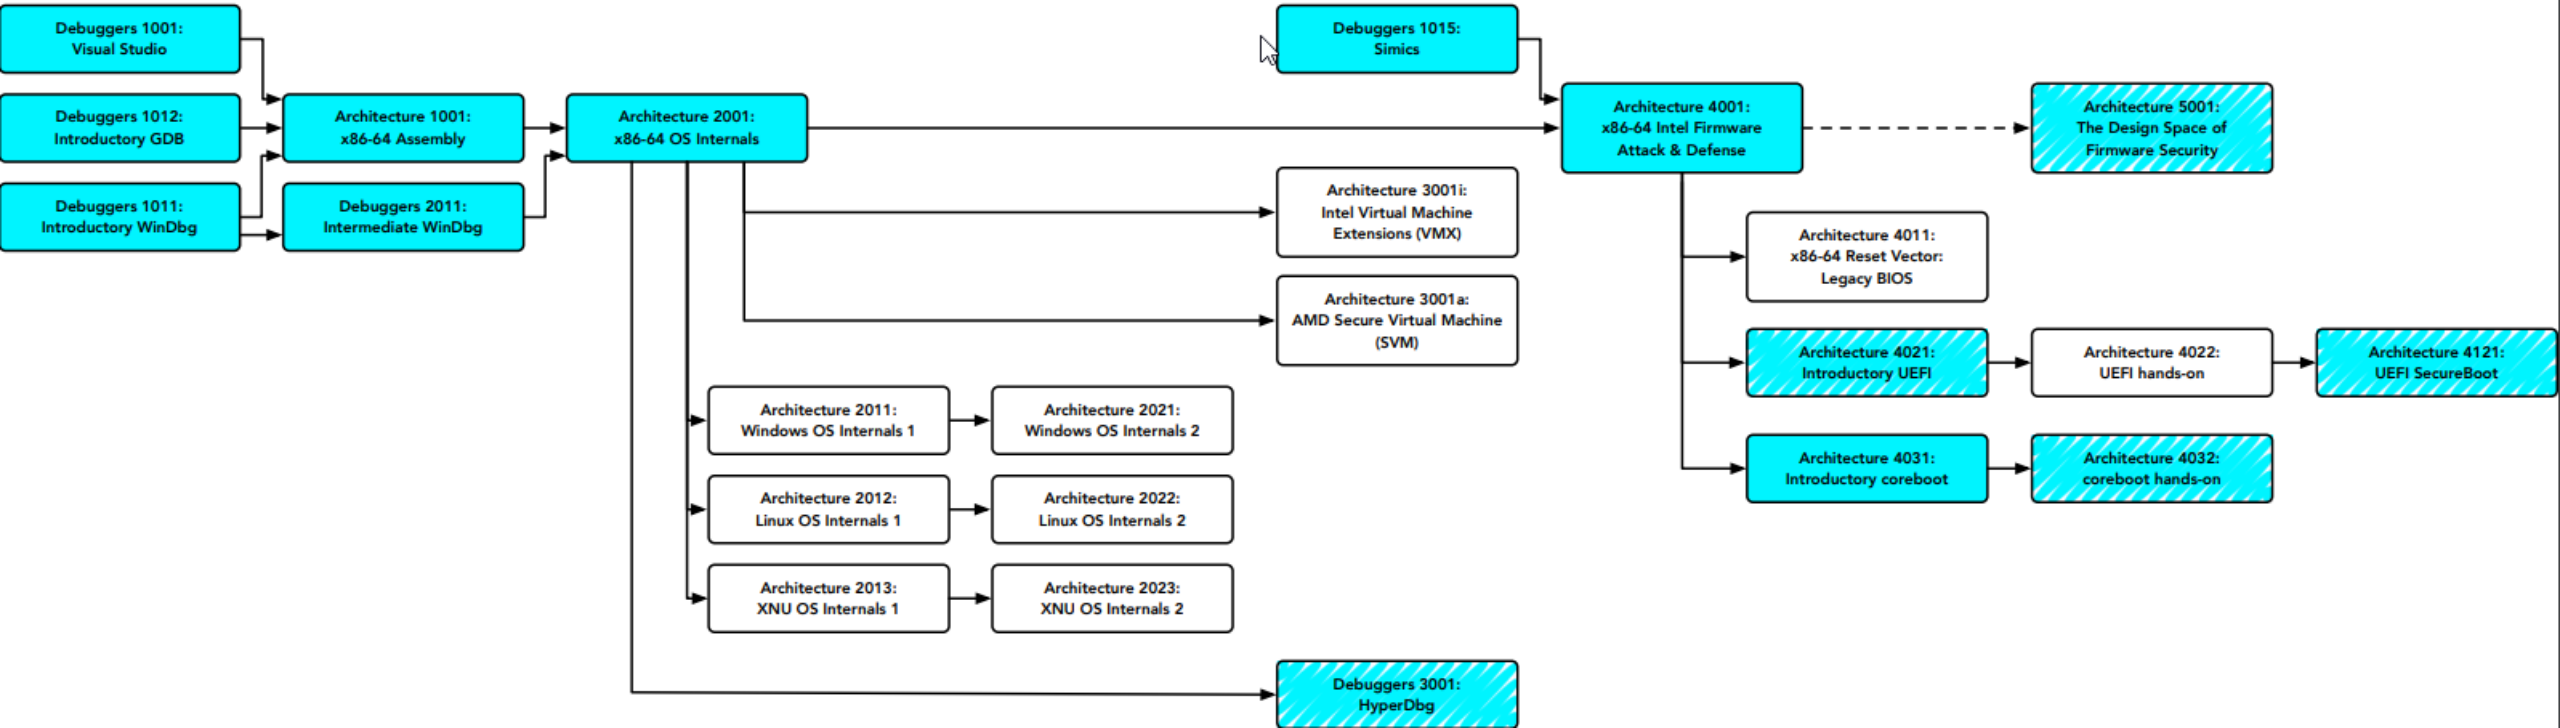 Debuggers 1001:
Visual Studio
Debuggers 1012:
Introductory GDB
Debuggers 1011:
Introductory WinDbg
Architecture 1001:
x86-64 Assembly
Debuggers 2011:
Intermediate WinDbg
Architecture 2001:
x86-64 OS Internals
Architecture 2011:
Windows OS Internals 1
Architecture 2021:
Windows OS Internals 2
Architecture 2012:
Linux OS Internals 1
Architecture 2022:
Linux OS Internals 2
Architecture 2013:
XNU OS Internals 1
Architecture 2023:
XNU OS Internals 2
Debuggers 1015:
Simics
Architecture 3001i:
Intel Virtual Machine
Extensions (VMX)
Architecture 3001a:
AMD Secure Virtual Machine
(SVM)
Debuggers 3001:
HyperDbg
Architecture 4001:
x86-64 Intel Firmware
Attack & Defense
Architecture 5001:
The Design Space of
Firmware Security
Architecture 4011:
x86-64 Reset Vector:
Legacy BIOS
Architecture 4021:
Introductory UEFI
Architecture 4022:
UEFI hands-on
Architecture 4121:
UEFI SecureBoot
Architecture 4031:
Introductory coreboot
Architecture 4032:
coreboot hands-on